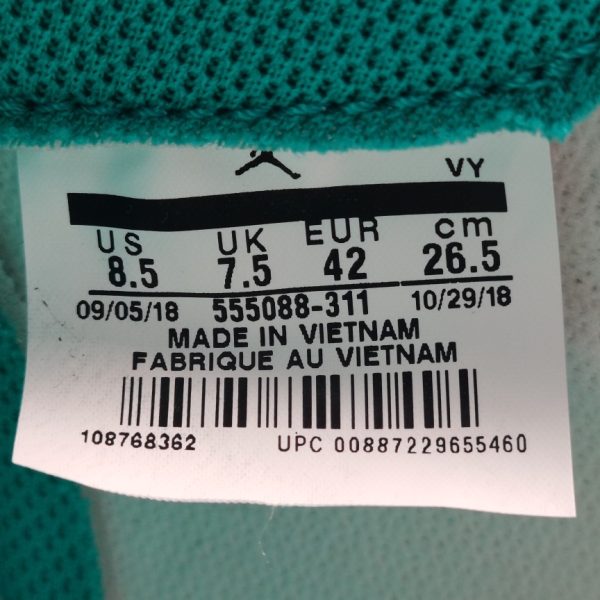 VY
US UK EUR cm
8.5 7.5 42 26.5
09/05/18 555088-311 10/29/18
MADE IN VIETNAM
FABRIQUE AU VIETNAM
108768362 UPC 00887229655460